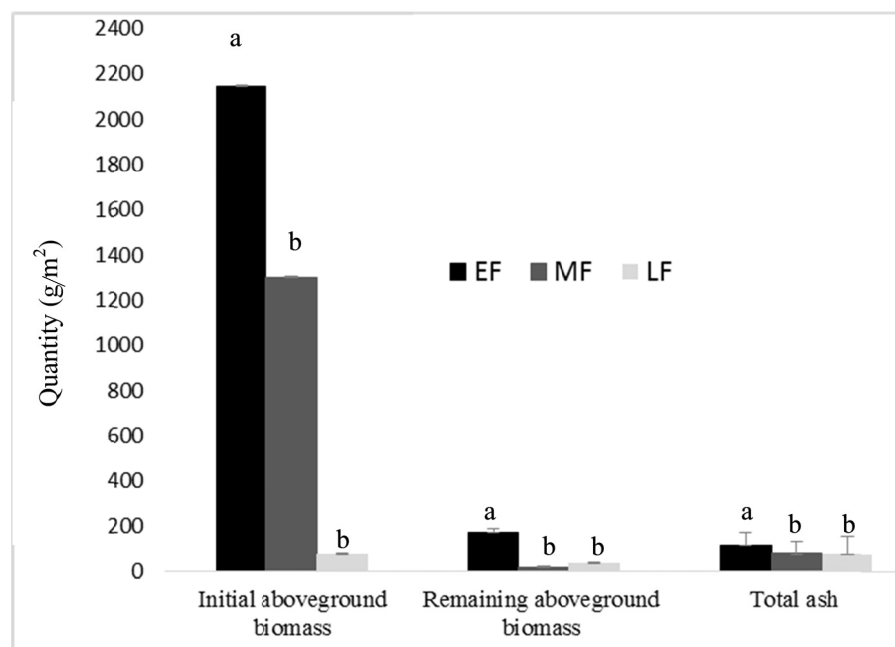 2400
2200
2000
1800
1600
1400
1200
1000
800
600
400
200
0
Quantity (g/m²)
a
b
b
a
b
b
a
b
b
EF MF LF
Initial aboveground
biomass
Remaining aboveground
biomass
Total ash